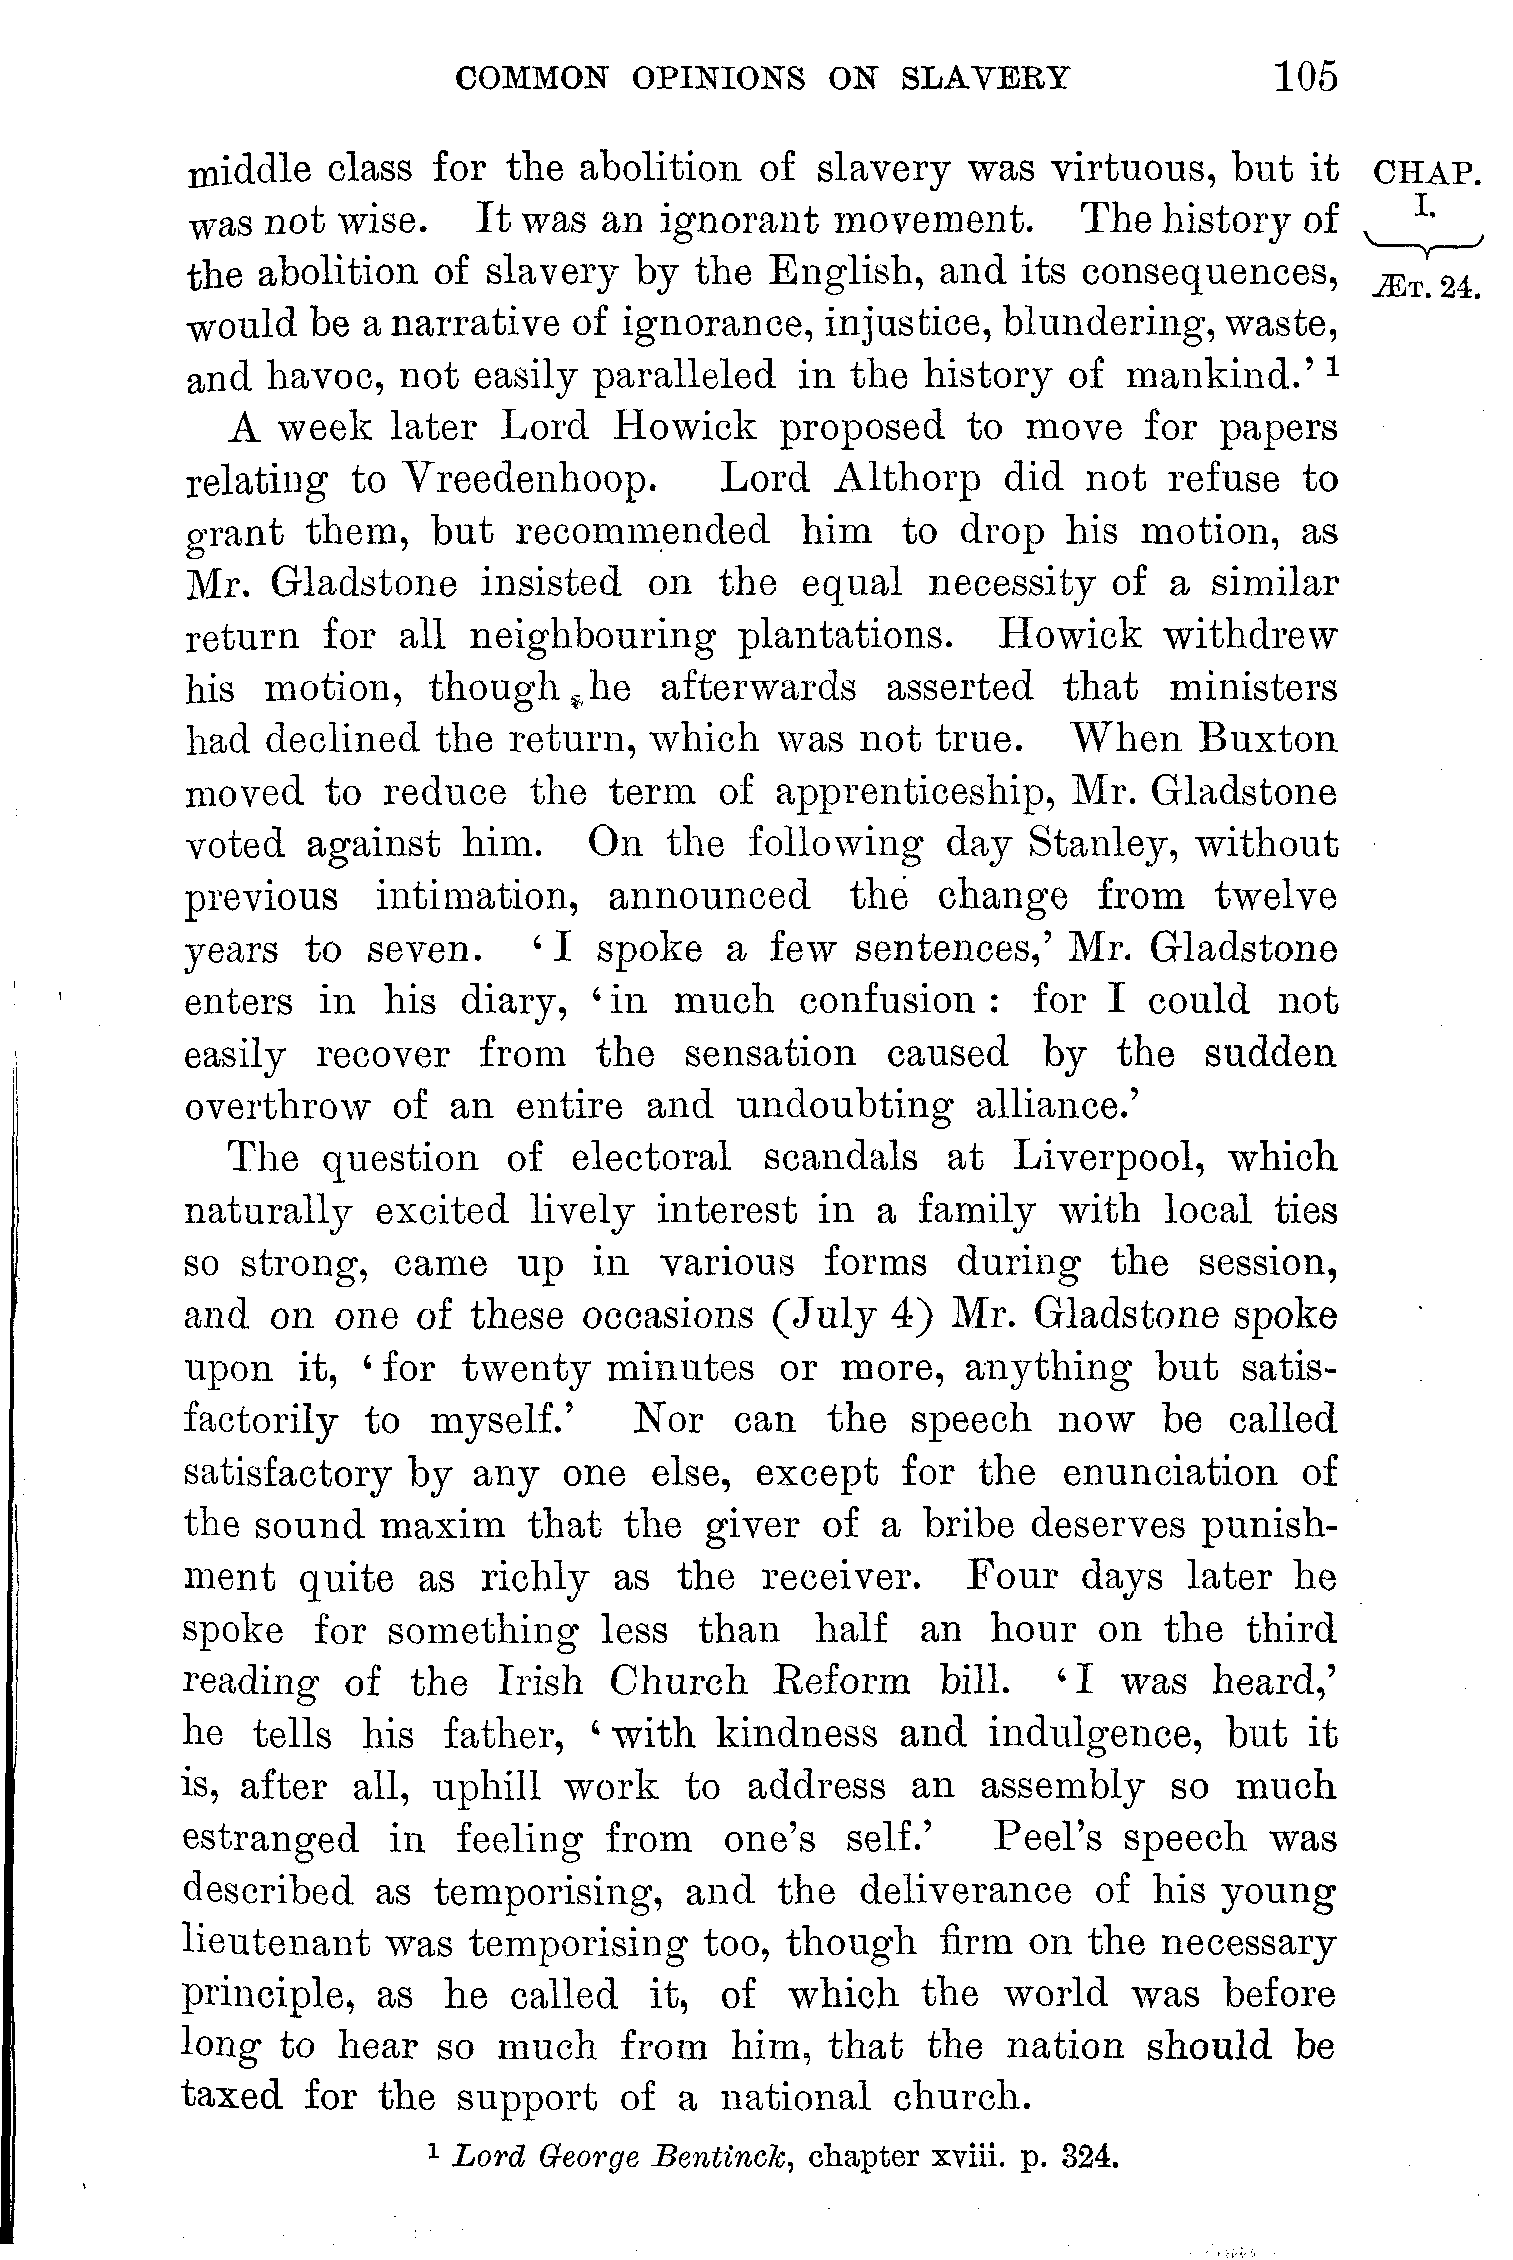 COMMON OPINIONS ON SLAVERY 105
middle class for the abolition of slavery was virtuous, but it
was not wise. It was an ignorant movement. The history of
the abolition of slavery by the English, and its consequences,
would be a narrative of ignorance, injustice, blundering, waste,
and havoc, not easily paralleled in the history of mankind.' 1
CHAP.
I.
ÆT. 24.
A week later Lord Howick proposed to move for papers
relating to Vreedenhoop. Lord Althorp did not refuse to
grant them, but recommended him to drop his motion, as
Mr. Gladstone insisted on the equal necessity of a similar
return for all neighbouring plantations. Howick withdrew
his motion, though he afterwards asserted that ministers
had declined the return, which was not true. When Buxton
moved to reduce the term of apprenticeship, Mr. Gladstone
voted against him. On the following day Stanley, without
previous intimation, announced the change from twelve
years to seven. 'I spoke a few sentences,' Mr. Gladstone
enters in his diary, 'in much confusion: for I could not
easily recover from the sensation caused by the sudden
overthrow of an entire and undoubting alliance.'
The question of electoral scandals at Liverpool, which
naturally excited lively interest in a family with local ties
so strong, came up in various forms during the session,
and on one of these occasions (July 4) Mr. Gladstone spoke
upon it, 'for twenty minutes or more, anything but satis-
factorily to myself.' Nor can the speech now be called
satisfactory by any one else, except for the enunciation of
the sound maxim that the giver of a bribe deserves punish-
ment quite as richly as the receiver. Four days later he
spoke for something less than half an hour on the third
reading of the Irish Church Reform bill. 'I was heard,'
he tells his father, 'with kindness and indulgence, but it
is, after all, uphill work to address an assembly so much
estranged in feeling from one's self.' Peel's speech was
described as temporising, and the deliverance of his young
lieutenant was temporising too, though firm on the necessary
principle, as he called it, of which the world was before
long to hear so much from him, that the nation should be
taxed for the support of a national church.
1 Lord George Bentinck, chapter xviii. p. 324.